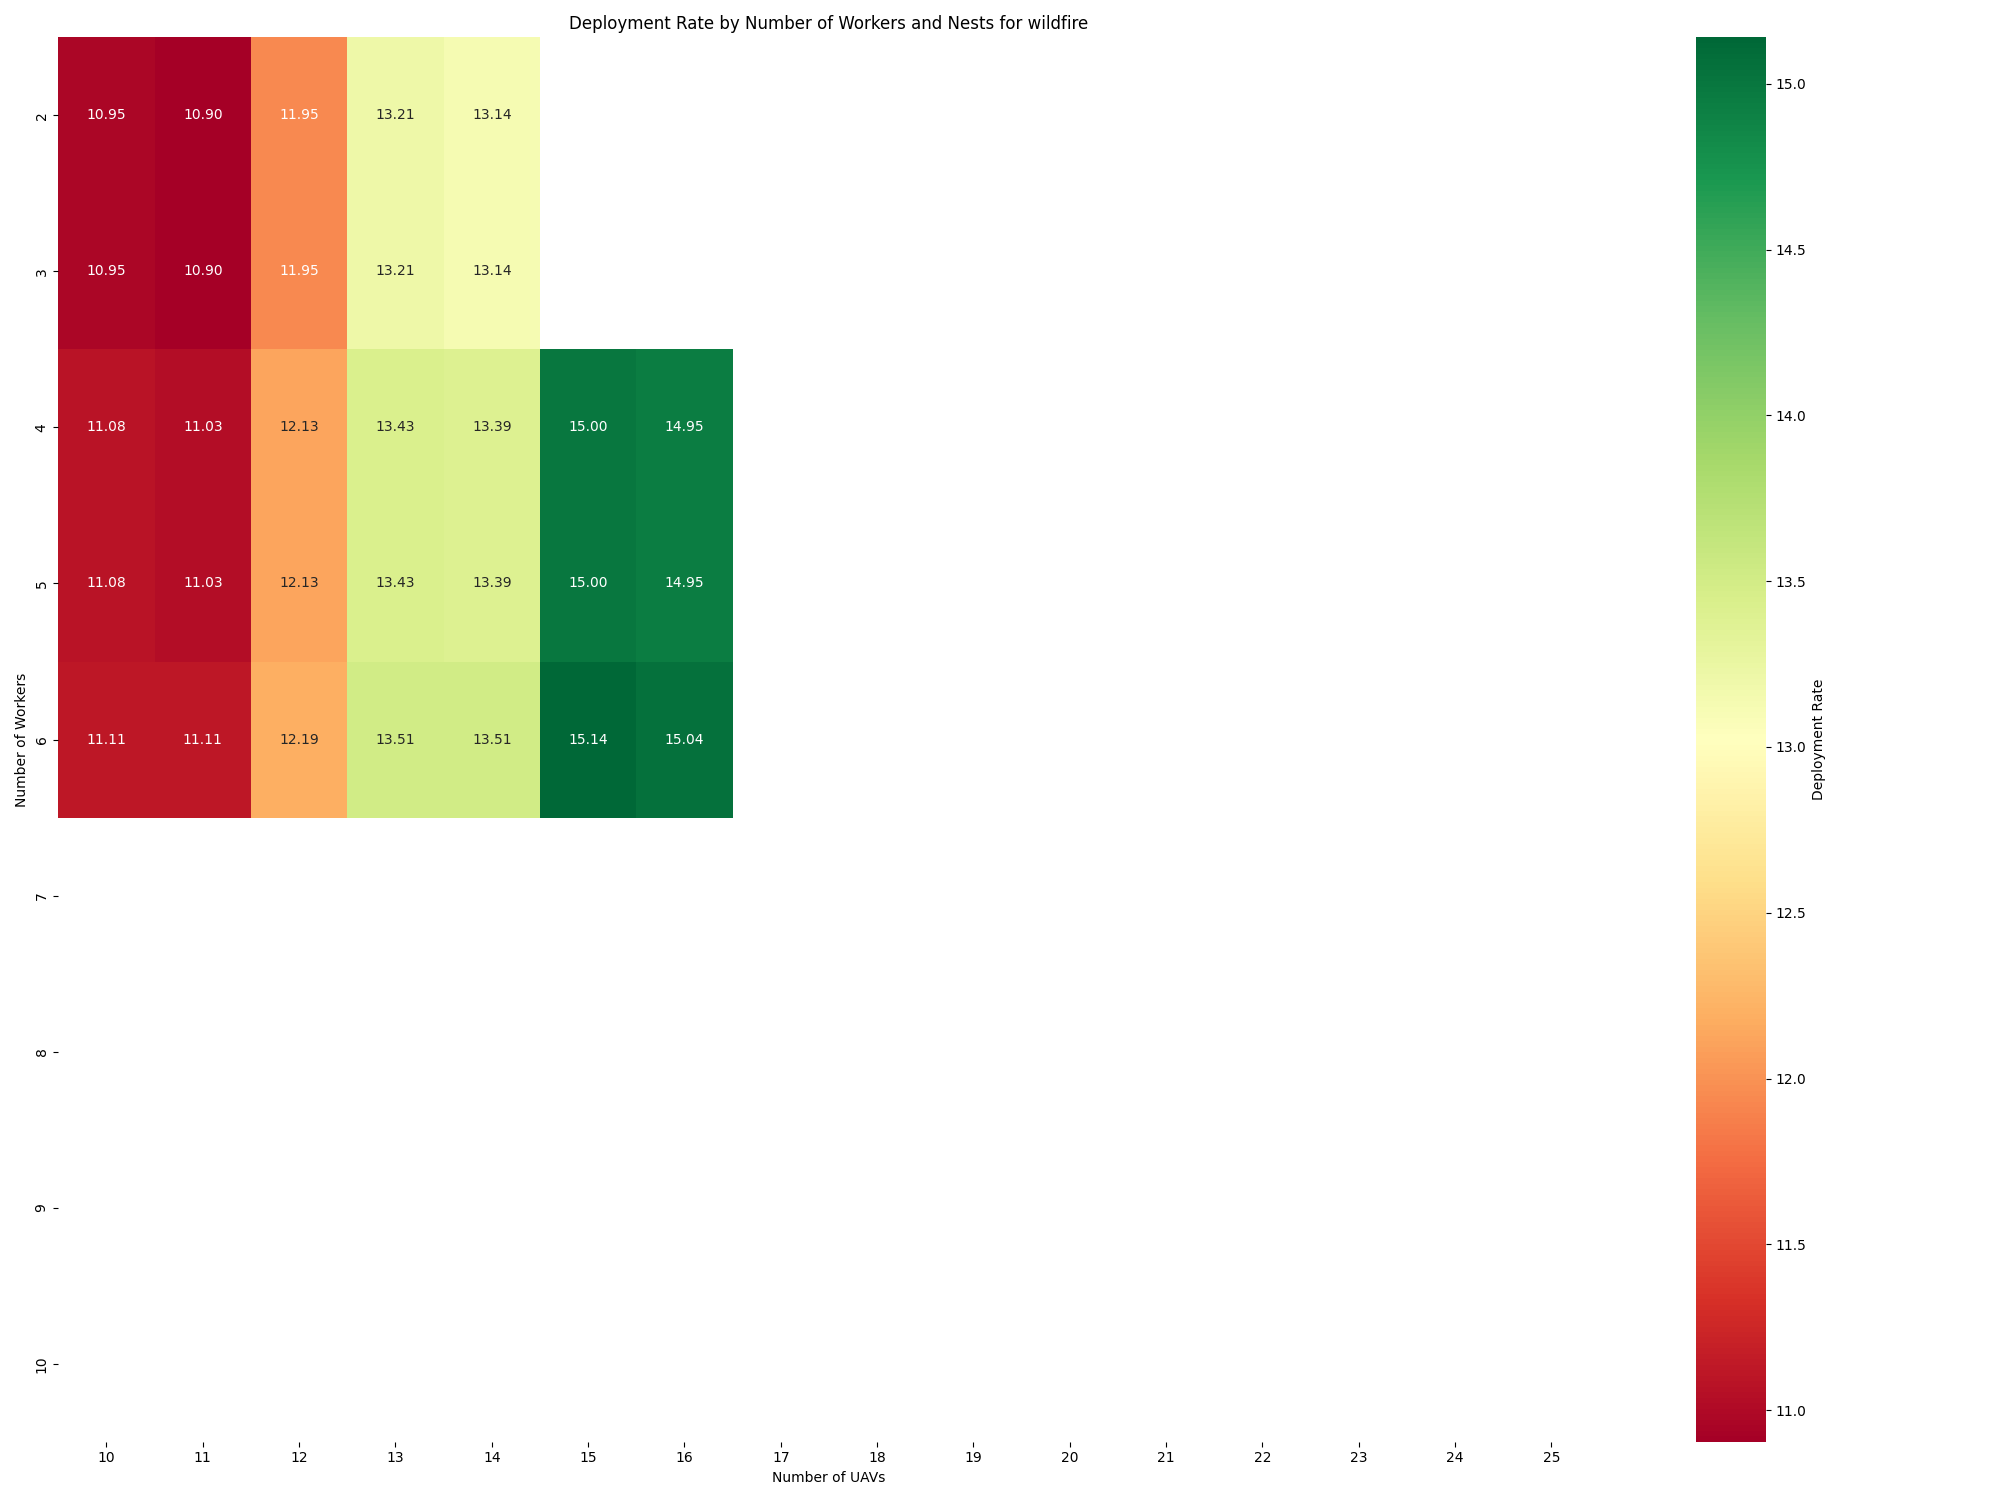 Deployment Rate by Number of Workers and Nests for wildfire
2 10.95 10.90 11.95 13.21 13.14
3 10.95 10.90 11.95 13.21 13.14
4 11.08 11.03 12.13 13.43 13.39 15.00 14.95
5 11.08 11.03 12.13 13.43 13.39 15.00 14.95
6 11.11 11.11 12.19 13.51 13.51 15.14 15.04
7
8
9
10
Number of Workers
10 11 12 13 14 15 16 17 18 19 20 21 22 23 24 25
Number of UAVs
15.0
14.5
14.0
13.5
13.0
12.5
12.0
11.5
11.0
Deployment Rate